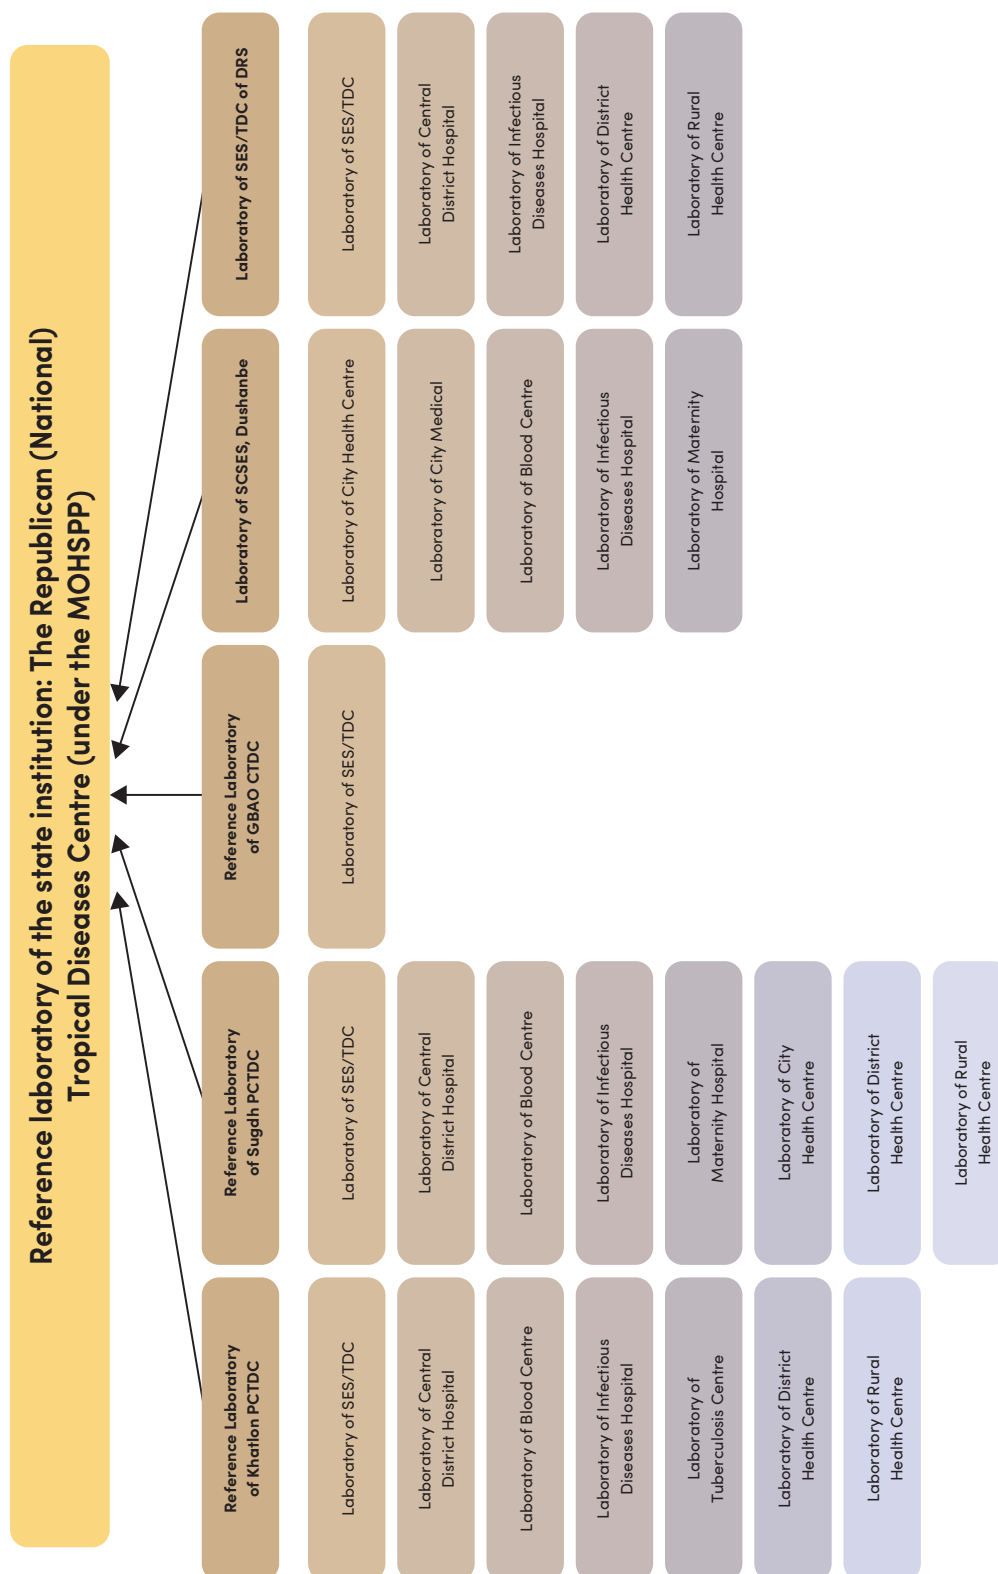 Reference laboratory of the state institution: The Republican (National)
Tropical Diseases Centre (under the MOHSPP)
Reference Laboratory
of Khatlon PCTDC
Laboratory of SES/TDC
Laboratory of Central
District Hospital
Laboratory of Blood Centre
Laboratory of Infectious
Diseases Hospital
Laboratory of
Tuberculosis Centre
Laboratory of District
Health Centre
Laboratory of Rural
Health Centre
Reference Laboratory
of Sugdh PCTDC
Laboratory of SES/TDC
Laboratory of Central
District Hospital
Laboratory of Blood Centre
Laboratory of Infectious
Diseases Hospital
Laboratory of
Maternity Hospital
Laboratory of City
Health Centre
Laboratory of District
Health Centre
Laboratory of Rural
Health Centre
Reference Laboratory
of GBAO CTDC
Laboratory of SES/TDC
Laboratory of SCSES, Dushanbe
Laboratory of City Health Centre
Laboratory of City Medical
Laboratory of Blood Centre
Laboratory of Infectious
Diseases Hospital
Laboratory of Maternity
Hospital
Laboratory of SES/TDC of DRS
Laboratory of SES/TDC
Laboratory of Central
District Hospital
Laboratory of Infectious
Diseases Hospital
Laboratory of District
Health Centre
Laboratory of Rural
Health Centre